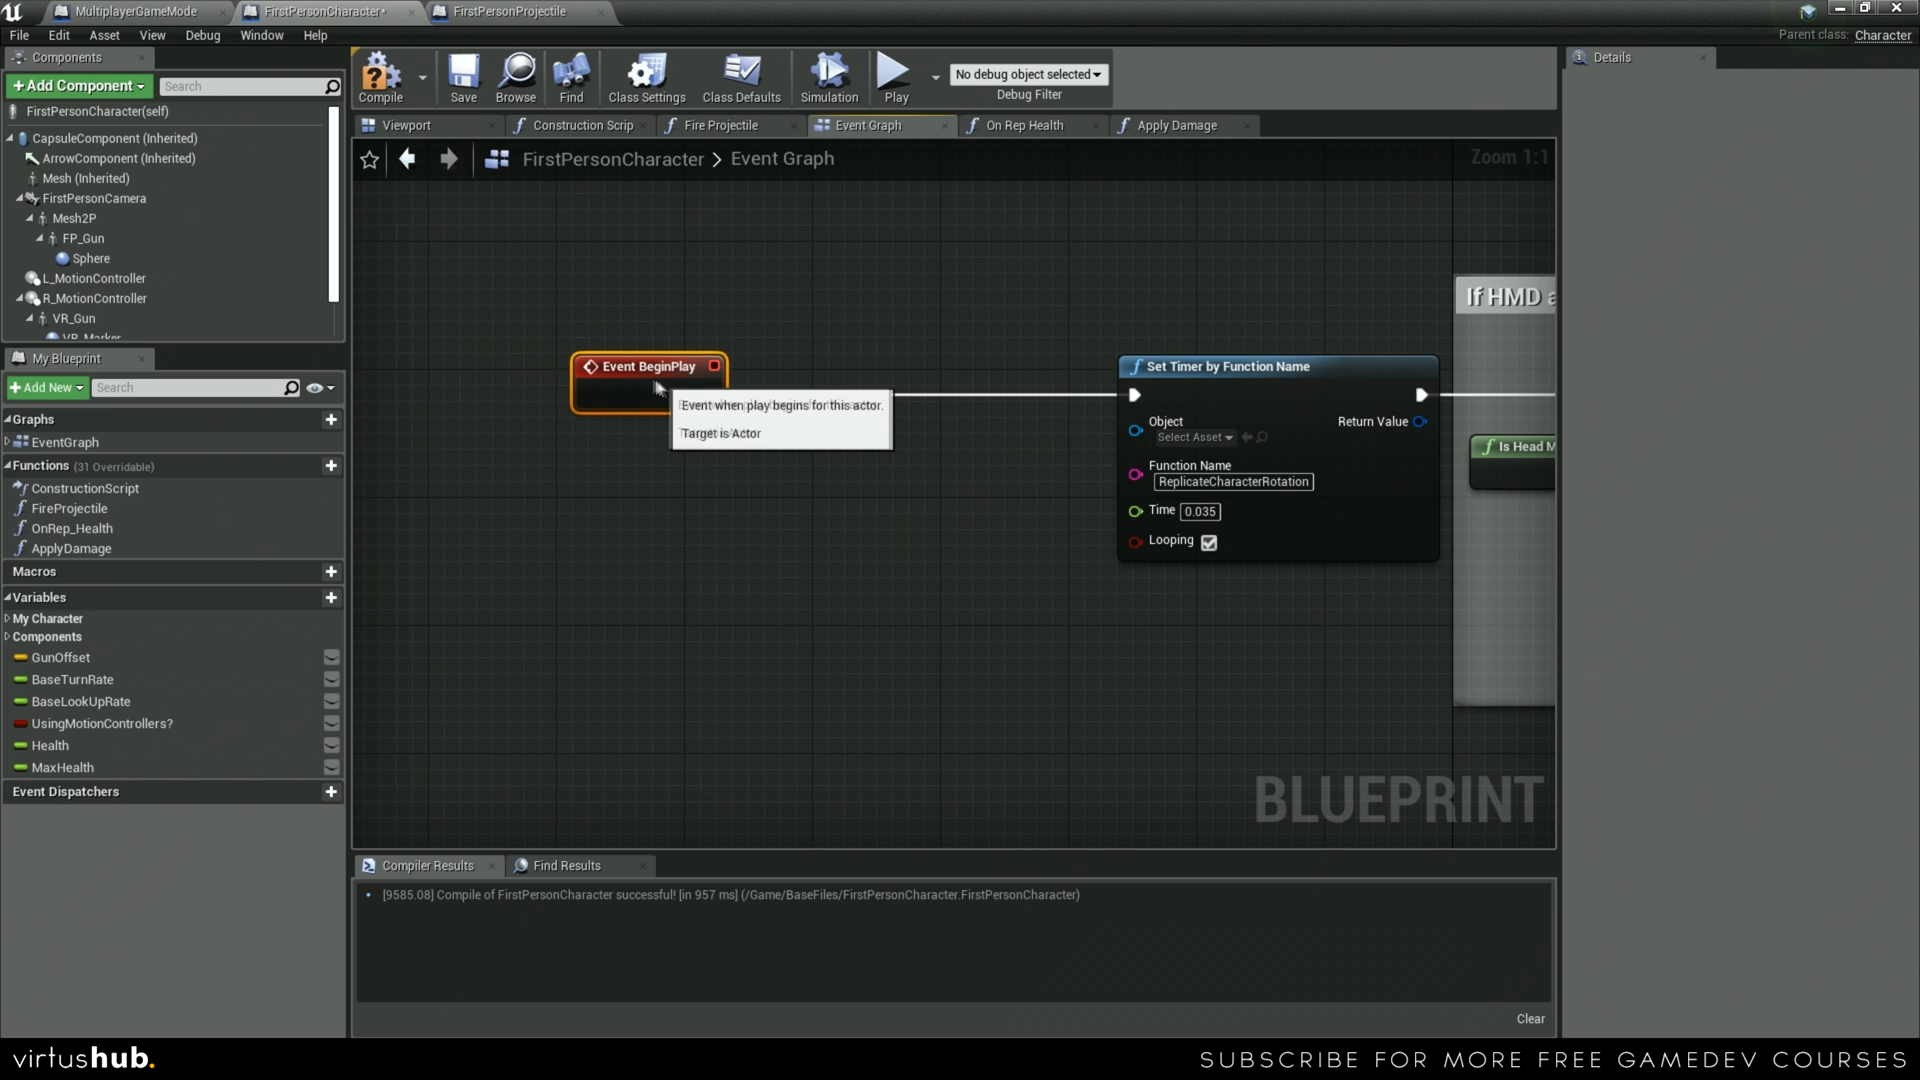 MultiplayerGameMode
FirstPersonCharacter*
FirstPersonProjectile
File Edit Asset View Debug Window Help
Parent class: Character
Components
+Add Component
Search
FirstPersonCharacter(self)
CapsuleComponent (Inherited)
ArrowComponent (Inherited)
Mesh (Inherited)
FirstPersonCamera
Mesh2P
FP_Gun
Sphere
L_MotionController
R_MotionController
VR_Gun
VR_Marker
My Blueprint
+Add New
Search
Graphs
EventGraph
Functions (31 Overridable)
ConstructionScript
FireProjectile
OnRep_Health
ApplyDamage
Macros
Variables
My Character
Components
GunOffset
BaseTurnRate
BaseLookUpRate
UsingMotionControllers?
Health
MaxHealth
Event Dispatchers
Compile Save Browse Find Class Settings Class Defaults Simulation Play
No debug object selected
Debug Filter
Viewport Construction Scrip Fire Projectile Event Graph On Rep Health Apply Damage
FirstPersonCharacter > Event Graph
Zoom 1:1
Event BeginPlay
Event when play begins for this actor.
Target is Actor
Set Timer by Function Name
Object
Select Asset
Return Value
Function Name
ReplicateCharacterRotation
Time 0.035
Looping
If HMD a
Is Head M
BLUEPRINT
Compiler Results Find Results
[9585.08] Compile of FirstPersonCharacter successful! [in 957 ms] (/Game/BaseFiles/FirstPersonCharacter.FirstPersonCharacter)
Clear
Details
virtushub.
SUBSCRIBE FOR MORE FREE GAMEDEV COURSES